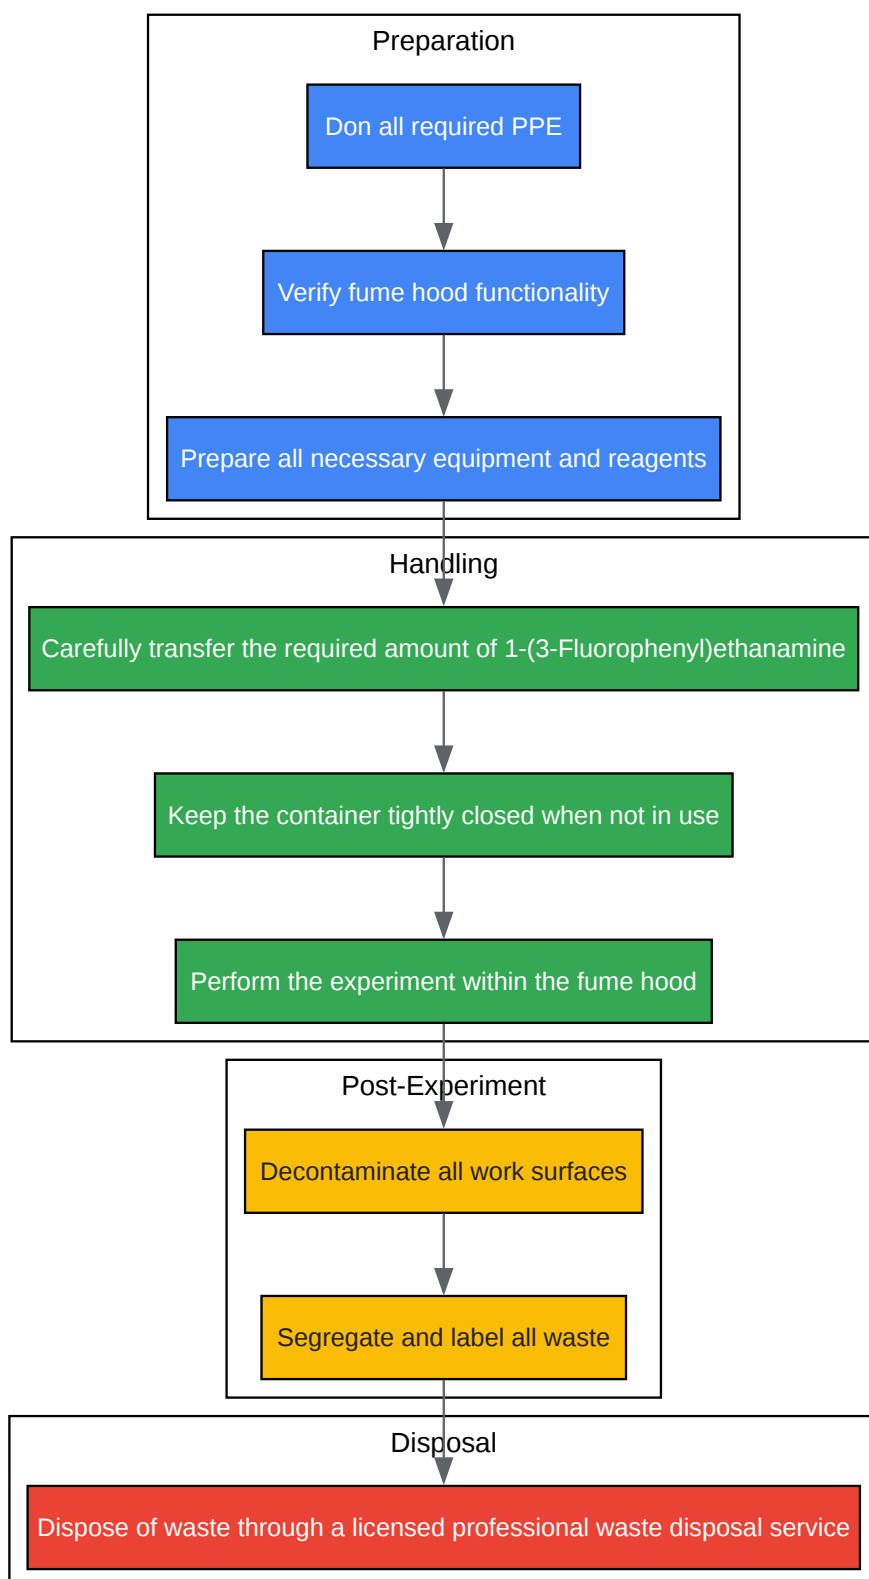 Preparation
Don all required PPE
Verify fume hood functionality
Prepare all necessary equipment and reagents
Handling
Carefully transfer the required amount of 1-(3-Fluorophenyl)ethanamine
Keep the container tightly closed when not in use
Perform the experiment within the fume hood
Post-Experiment
Decontaminate all work surfaces
Segregate and label all waste
Disposal
Dispose of waste through a licensed professional waste disposal service